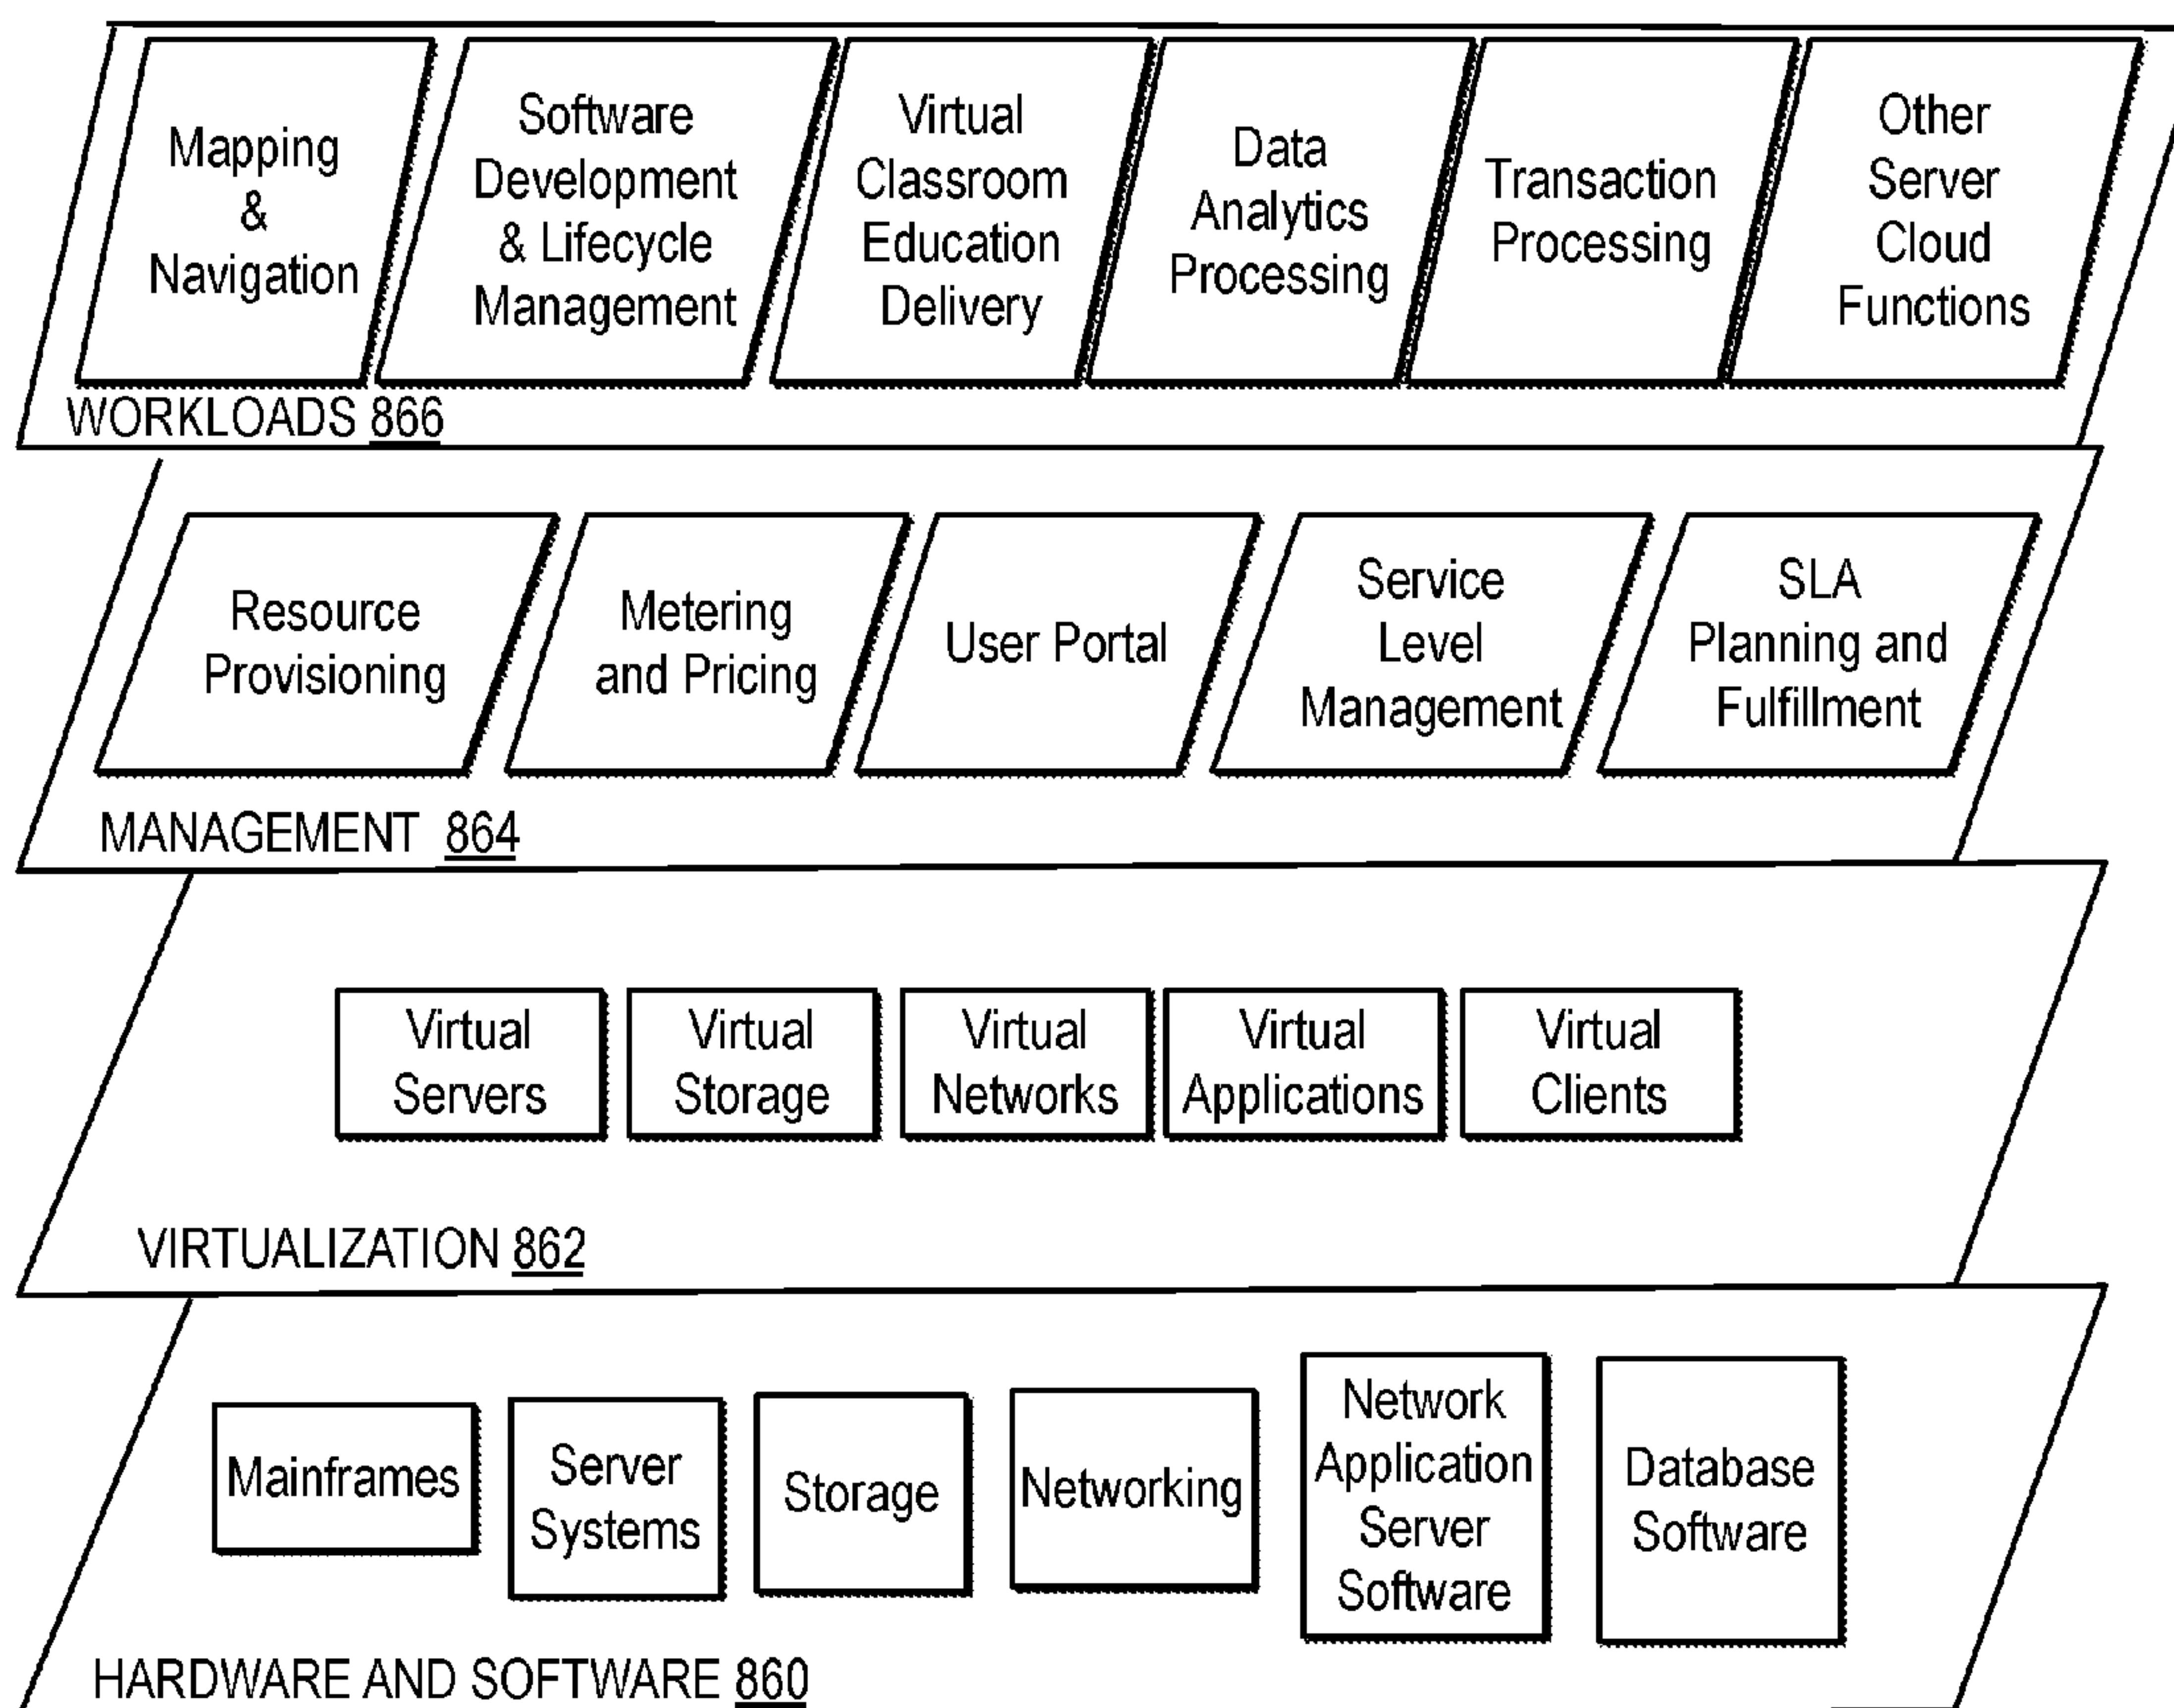 Mapping
&
Navigation
Software
Development
& Lifecycle
Management
Virtual
Classroom
Education
Delivery
Data
Analytics
Processing
Transaction
Processing
Other
Server
Cloud
Functions
WORKLOADS 866
Resource
Provisioning
Metering
and Pricing
User Portal
Service
Level
Management
SLA
Planning and
Fulfillment
MANAGEMENT 864
Virtual
Servers
Virtual
Storage
Virtual
Networks
Virtual
Applications
Virtual
Clients
VIRTUALIZATION 862
Mainframes
Server
Systems
Storage
Networking
Network
Application
Server
Software
Database
Software
HARDWARE AND SOFTWARE 860